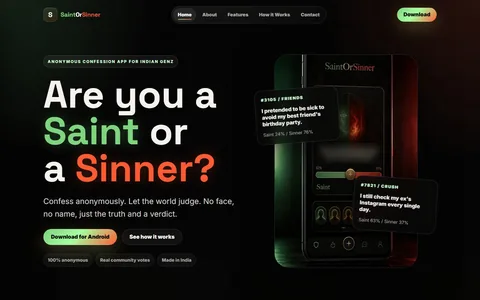 S SaintOrSinner
Home About Features How it Works Contact
Download
ANONYMOUS CONFESSION APP FOR INDIAN GENZ
Are you a
Saint or
a Sinner?
Confess anonymously. Let the world judge. No face,
no name, just the truth and a verdict.
Download for Android
See how it works
100% anonymous
Real community votes
Made in India
SaintOrSinner
#3105 / FRIENDS
I pretended to be sick to
avoid my best friend's
birthday party.
Saint 24% / Sinner 76%
Saint
#7821 / CRUSH
I still check my ex's
Instagram every single
day.
Saint 63% / Sinner 37%